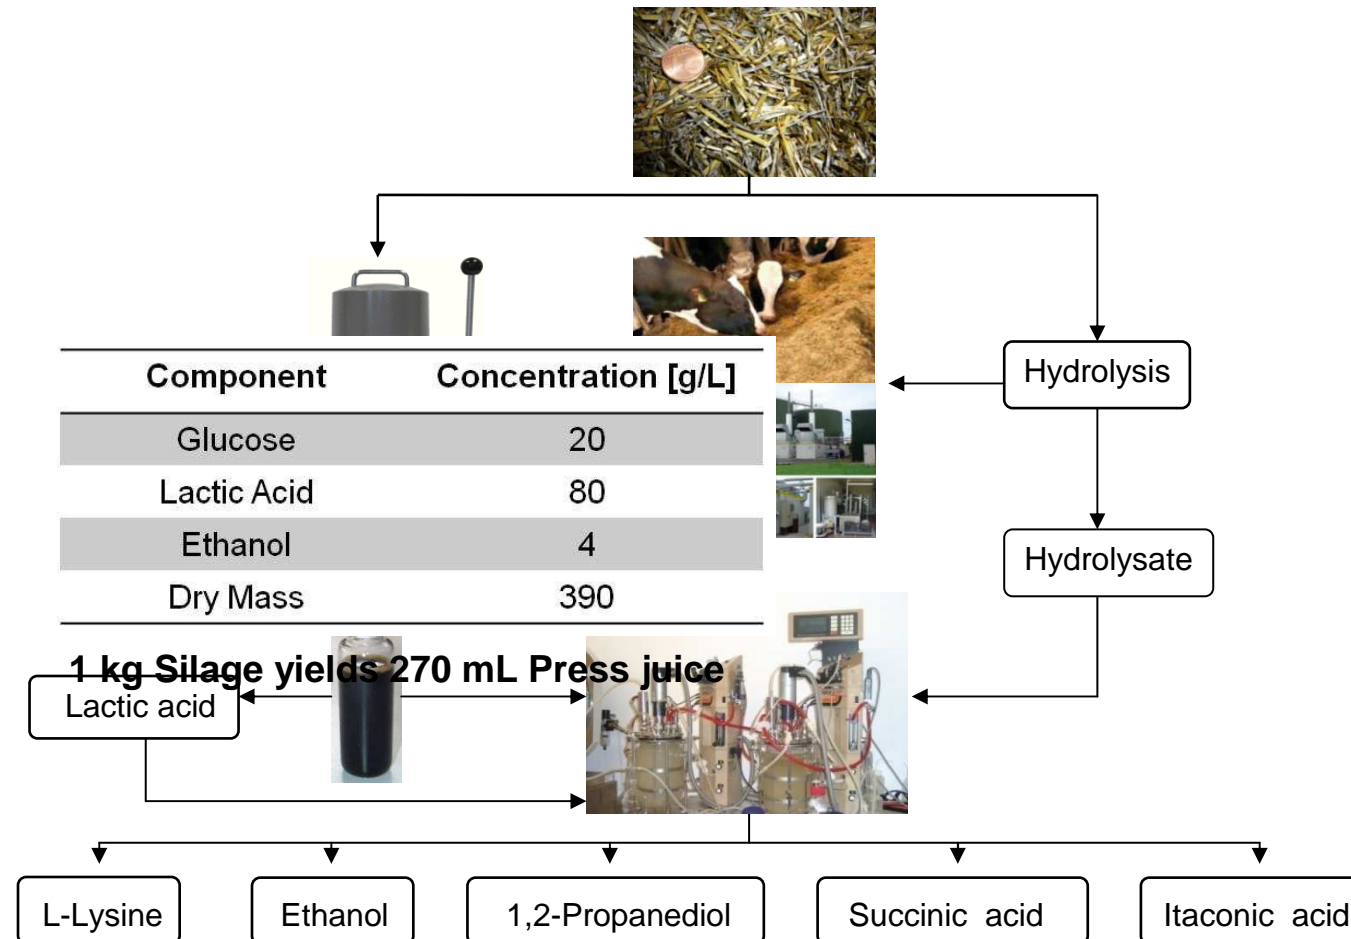 Component Concentration [g/L]
Hydrolysis
Glucose 20
Lactic Acid 80
Ethanol 4
Hydrolysate
Dry Mass 390
1 kg Silage yields 270 mL Press juice
Lactic acid
L-Lysine
Ethanol
1,2-Propanediol
Succinic acid
Itaconic acid